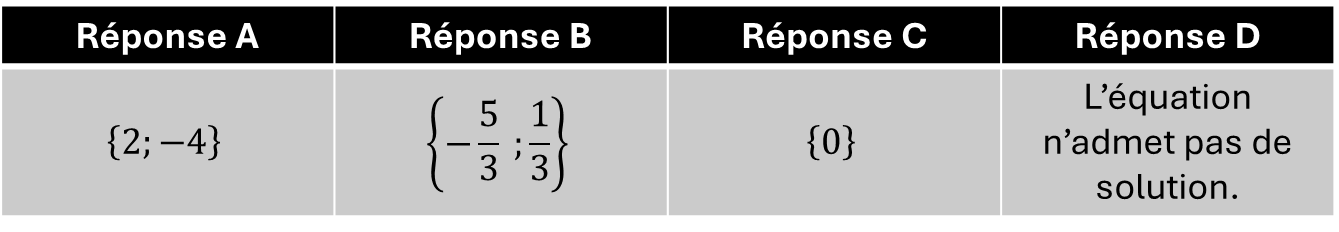 Réponse A Réponse B Réponse C Réponse D
{2; −4} {−5/3 ; 1/3} {0} L’équation
n’admet pas de
solution.